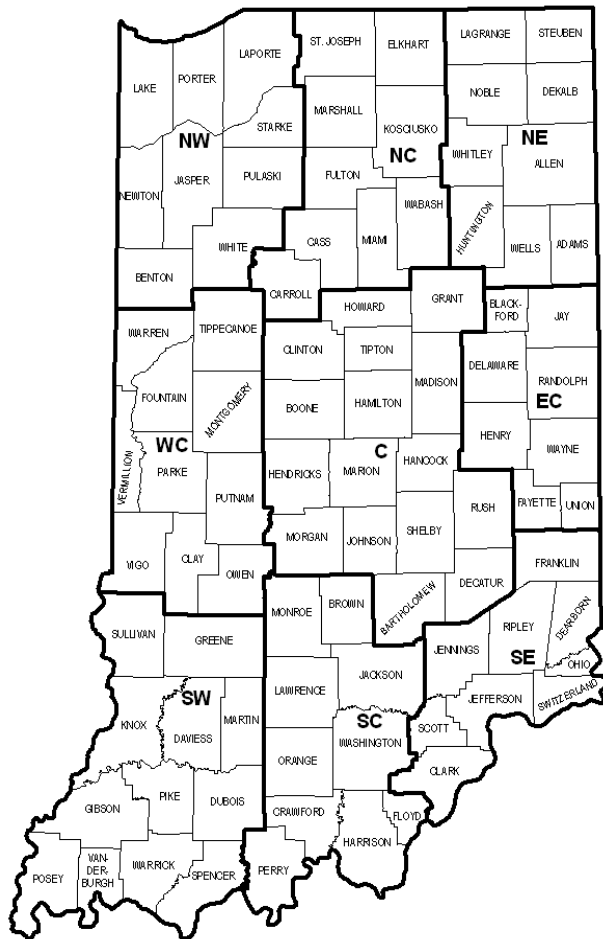 ST. JOSEPH
ELKHART
LAGRANGE
STEUBEN
LAPORTE
PORTER
LAKE
NOBLE
DEKALB
MARSHALL
KOSCIUSKO
STARKE
NW
NC
NE
WHITLEY
ALLEN
JASPER
PULASKI
FULTON
NEWTON
WABASH
HUNTINGTON
WHITE
CASS
MIAMI
WELLS
ADAMS
BENTON
CARROLL
GRANT
HOWARD
BLACK-
FORD
JAY
WARREN
TIPPECANOE
CLINTON
TIPTON
DELAWARE
RANDOLPH
MADISON
FOUNTAIN
MONTGOMERY
BOONE
HAMILTON
EC
HENRY
WAYNE
WC
C
VERMILLION
PARKE
HENDRICKS
MARION
HANCOCK
PUTNAM
FAYETTE
UNION
RUSH
SHELBY
MORGAN
JOHNSON
VIGO
CLAY
OWEN
FRANKLIN
DECATUR
BARTHOLOMEW
MONROE
BROWN
DEARBORN
RIPLEY
SULLIVAN
GREENE
JENNINGS
SE
OHIO
JACKSON
LAWRENCE
SWITZERLAND
JEFFERSON
SW
KNOX
MARTIN
DAVIESS
SC
SCOTT
WASHINGTON
ORANGE
CLARK
PIKE
DUBOIS
GIBSON
CRAWFORD
FLOYD
HARRISON
PERRY
VAN-
DER-
BURGH
WARRICK
POSEY
SPENCER